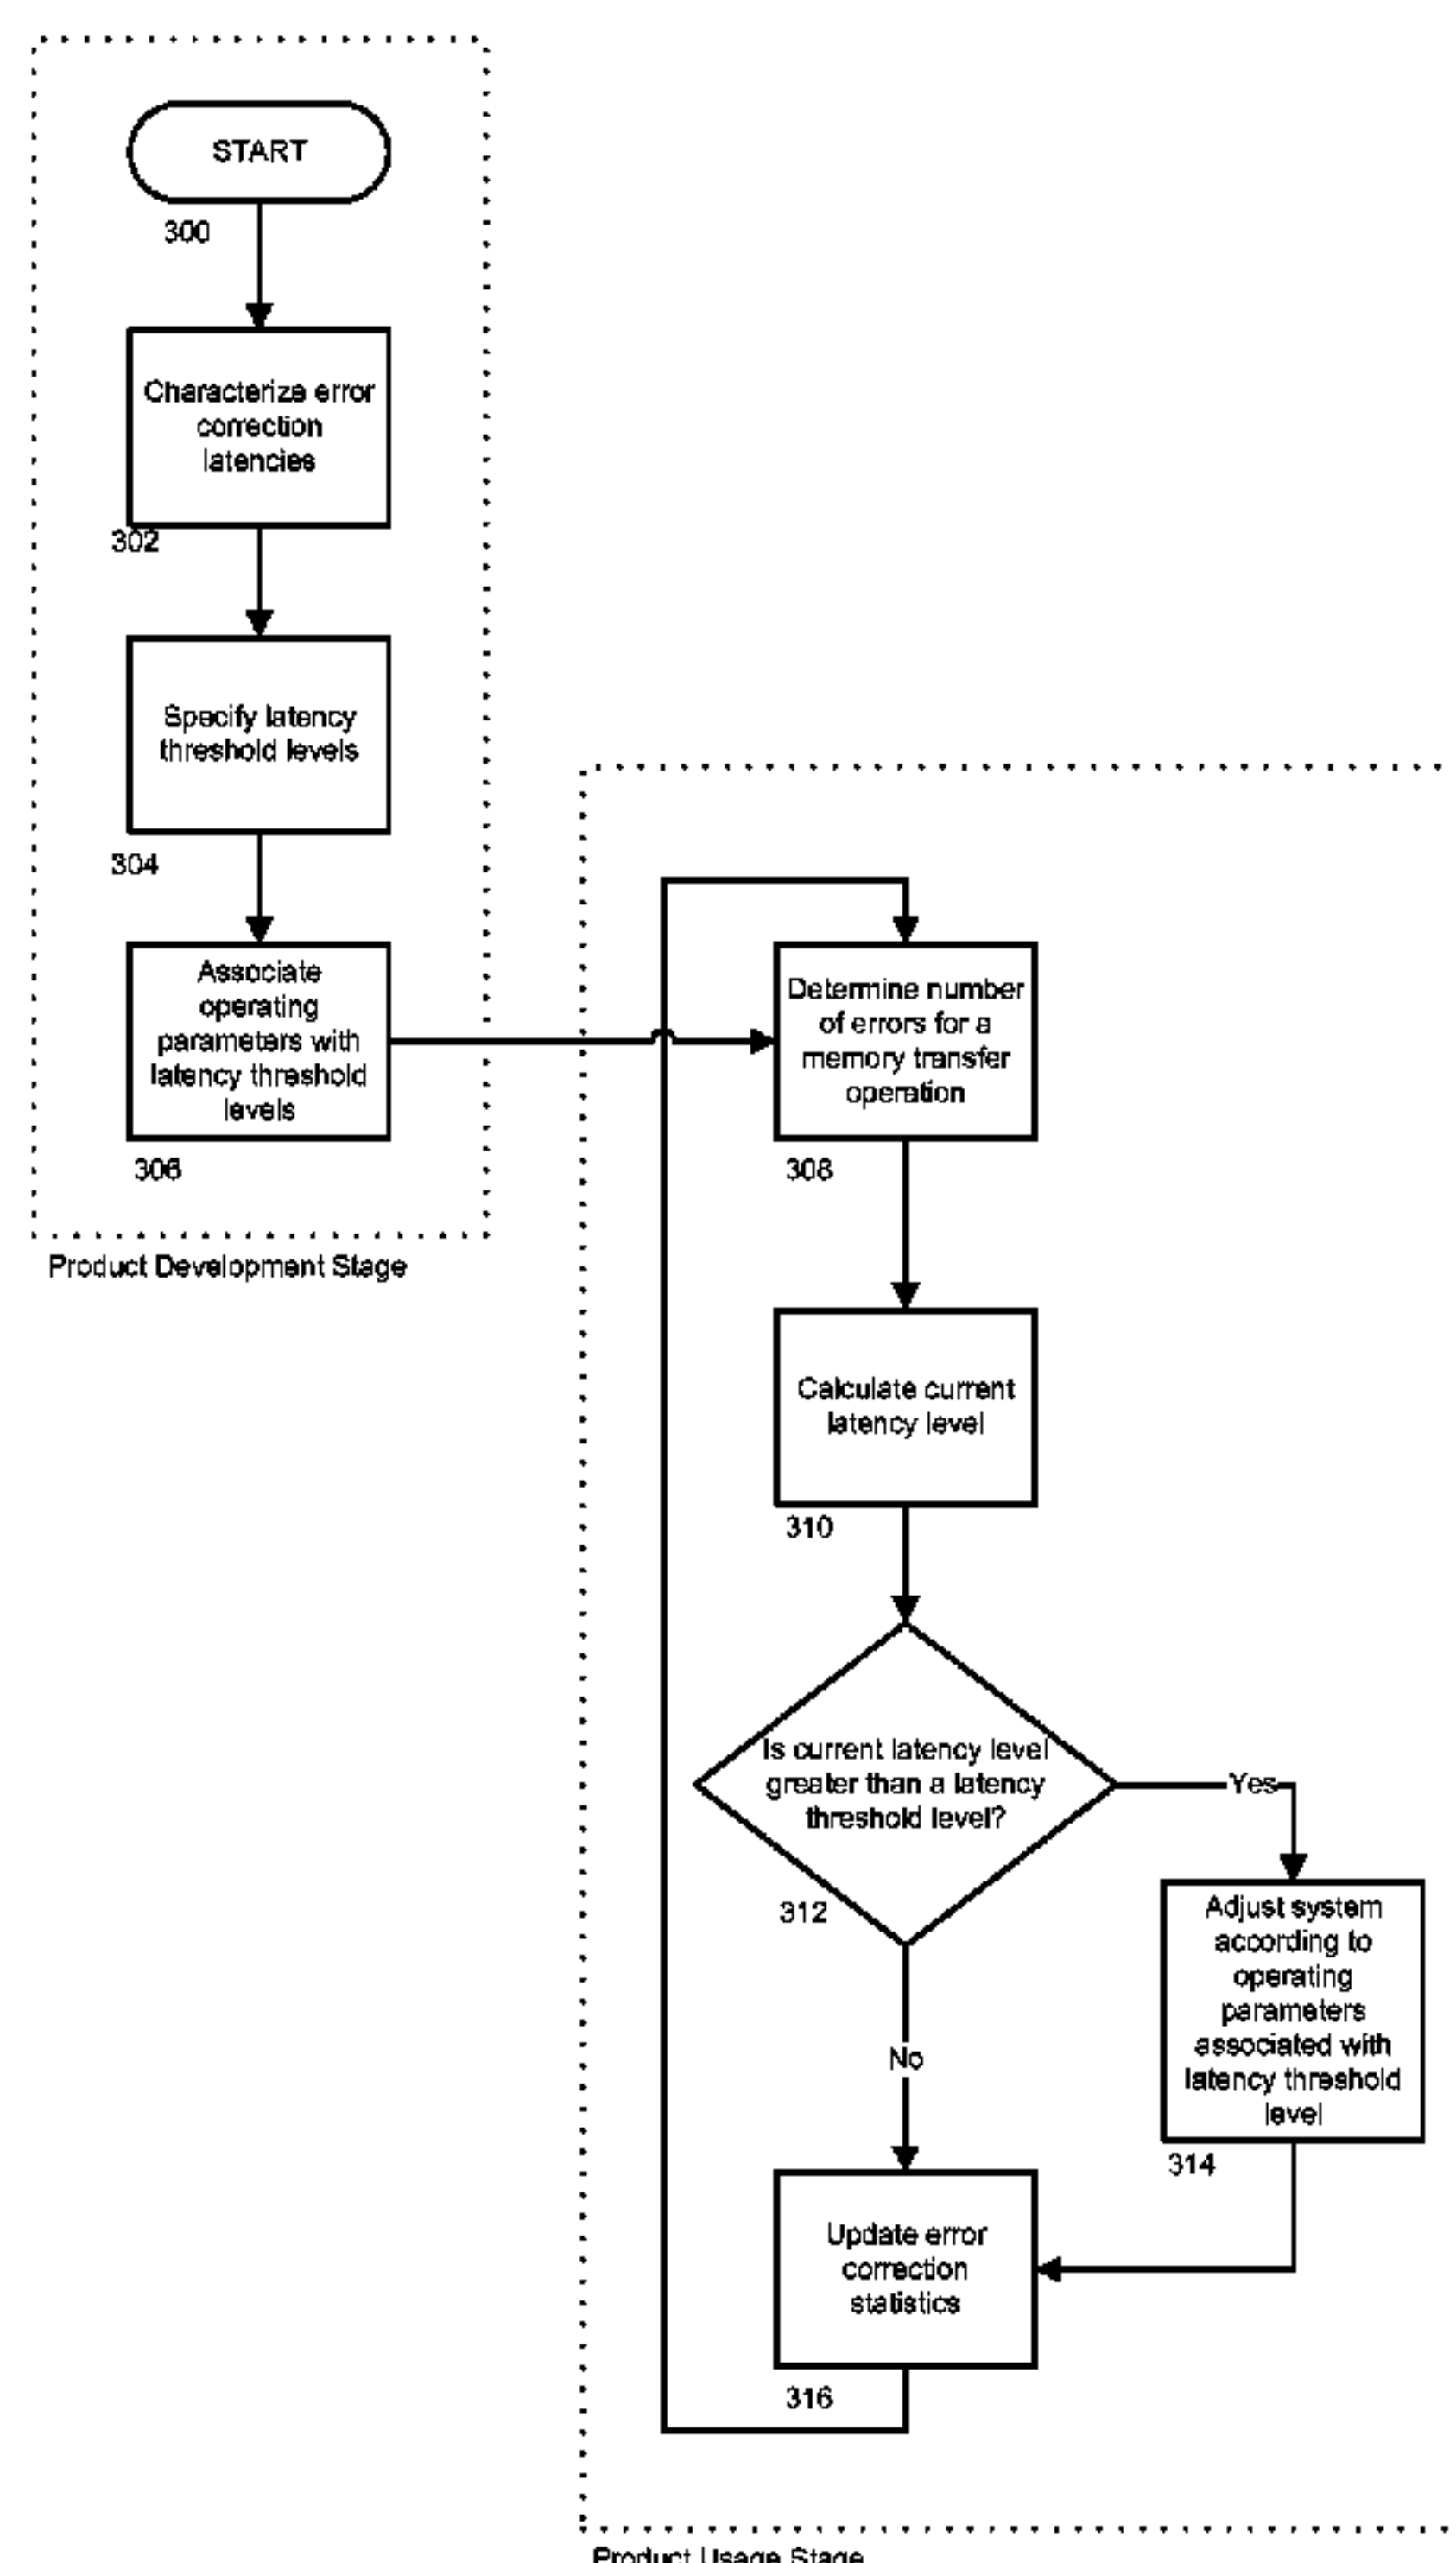 START
300
Characterize error
correction
latencies
302
Specify latency
threshold levels
304
Associate
operating
parameters with
latency threshold
levels
306
Product Development Stage
Determine number
of errors for a
memory transfer
operation
308
Calculate current
latency level
310
Is current latency level
greater than a latency
threshold level?
312
Yes
No
Adjust system
according to
operating
parameters
associated with
latency threshold
level
314
Update error
correction
statistics
316
Product Usage Stage